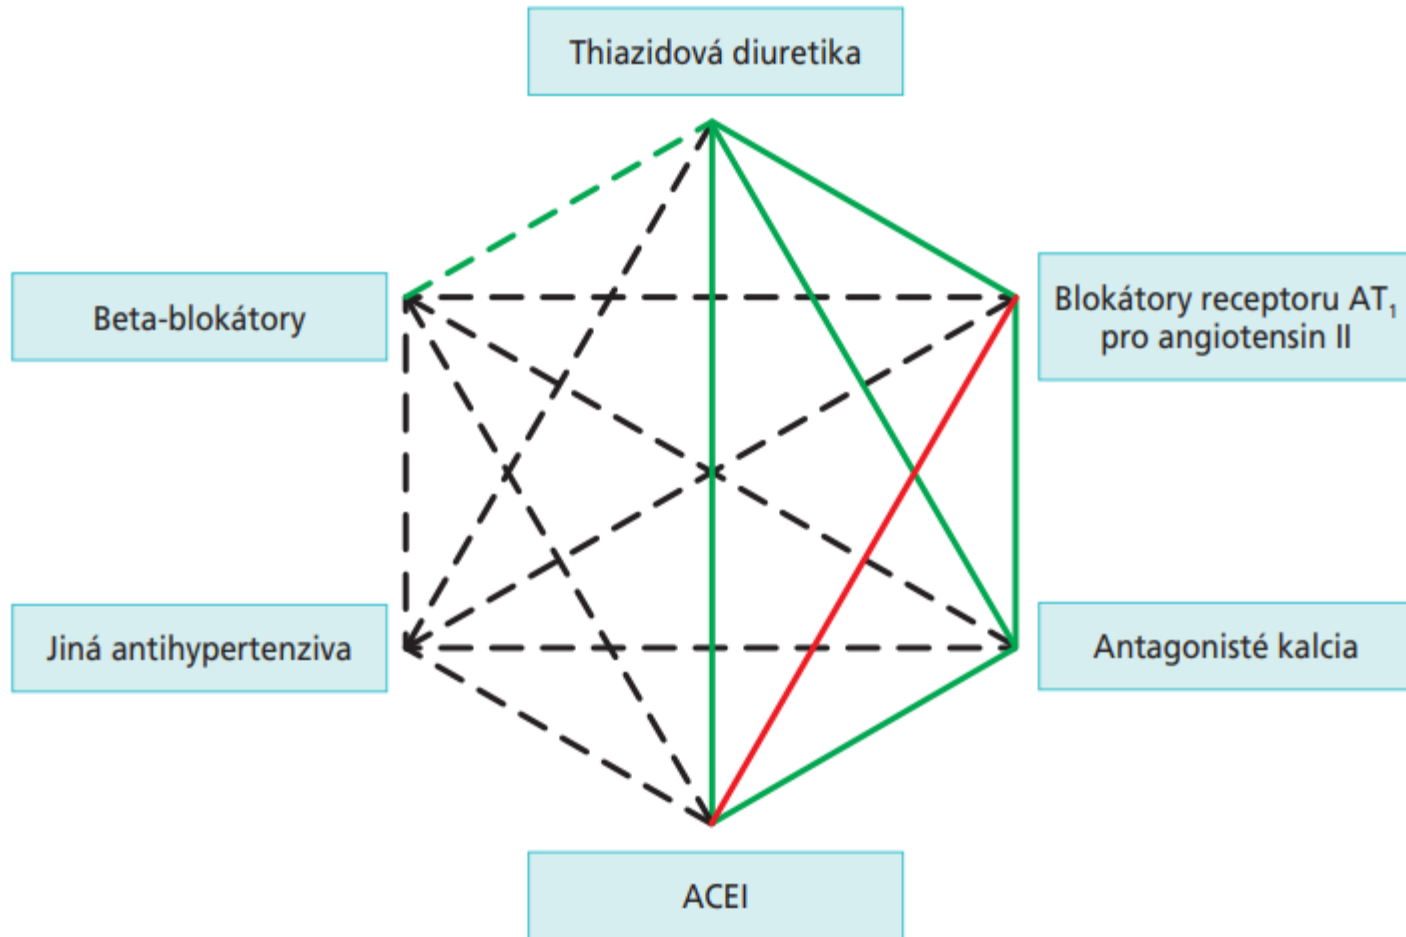 Thiazidová diuretika
Beta-blokátory
Blokátory receptoru AT₁
pro angiotensin II
Jiná antihypertenziva
Antagonisté kalcia
ACEI